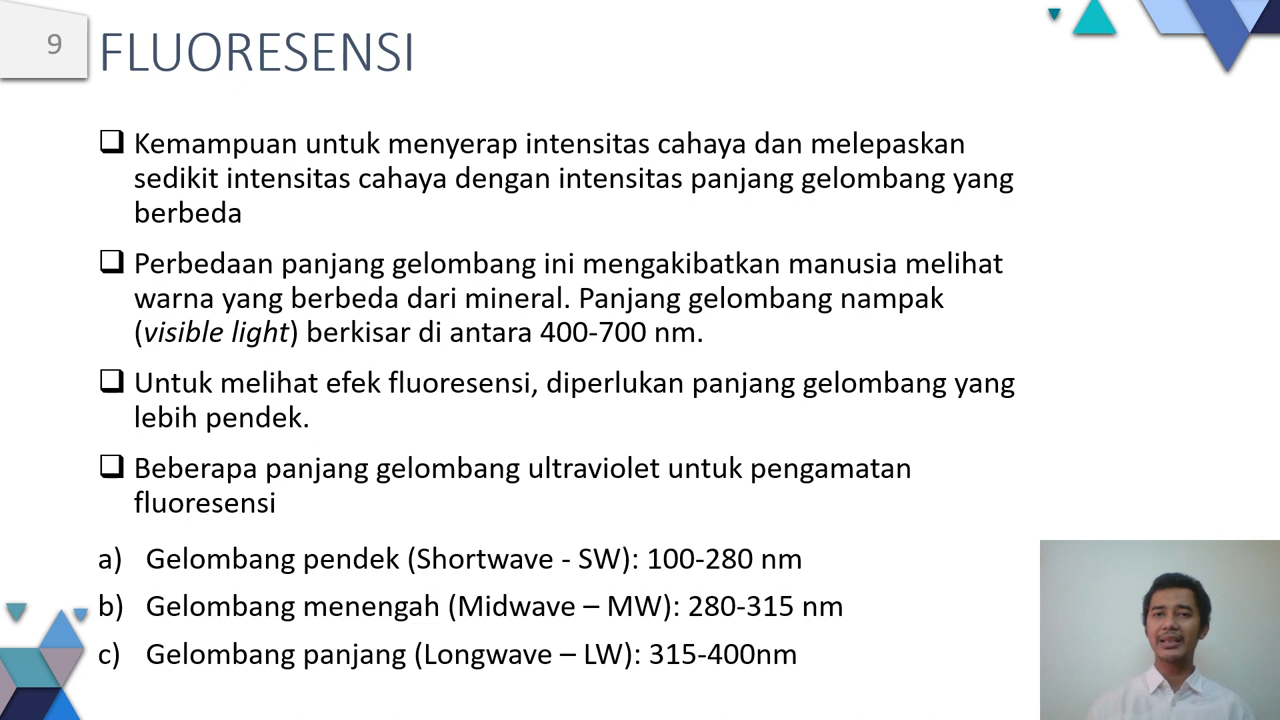 9
FLUORESENSI
❑ Kemampuan untuk menyerap intensitas cahaya dan melepaskan
sedikit intensitas cahaya dengan intensitas panjang gelombang yang
berbeda
❑ Perbedaan panjang gelombang ini mengakibatkan manusia melihat
warna yang berbeda dari mineral. Panjang gelombang nampak
(visible light) berkisar di antara 400-700 nm.
❑ Untuk melihat efek fluoresensi, diperlukan panjang gelombang yang
lebih pendek.
❑ Beberapa panjang gelombang ultraviolet untuk pengamatan
fluoresensi
a) Gelombang pendek (Shortwave - SW): 100-280 nm
b) Gelombang menengah (Midwave – MW): 280-315 nm
c) Gelombang panjang (Longwave – LW): 315-400nm